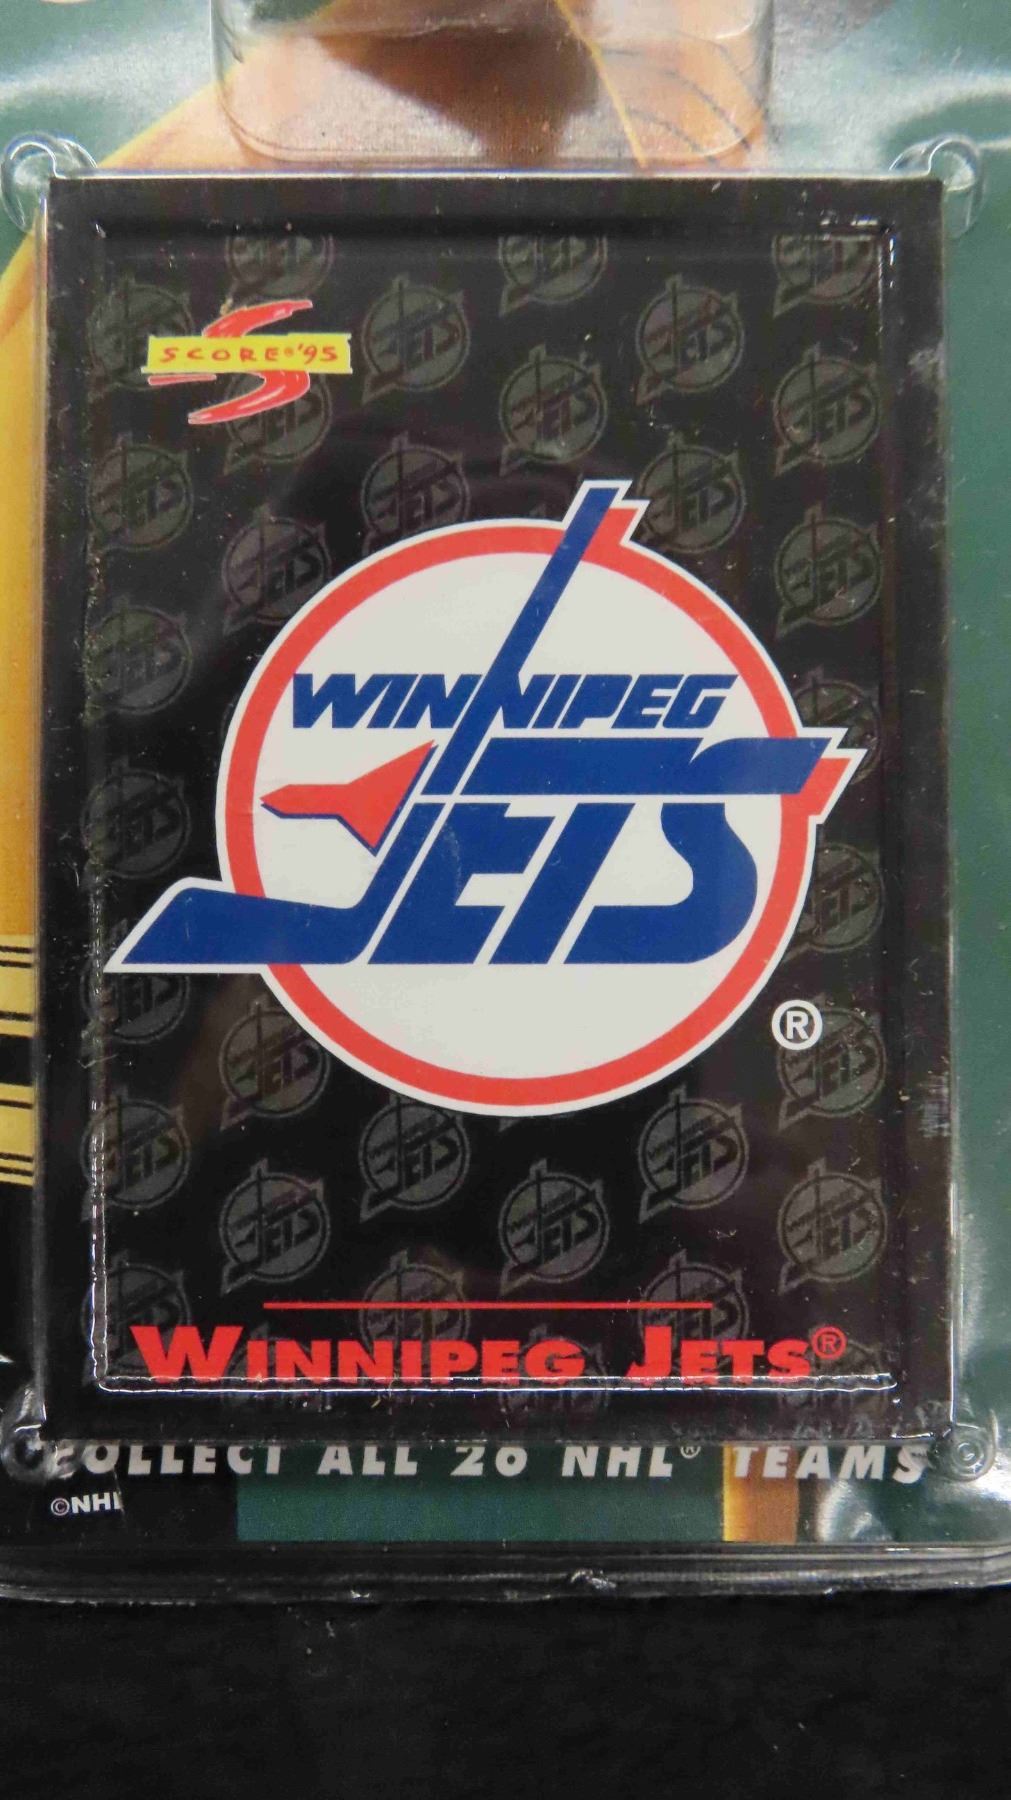 SCORE®'95
WINNIPEG
JETS
®
WINNIPEG JETS®
COLLECT ALL 26 NHL® TEAMS
©NHL